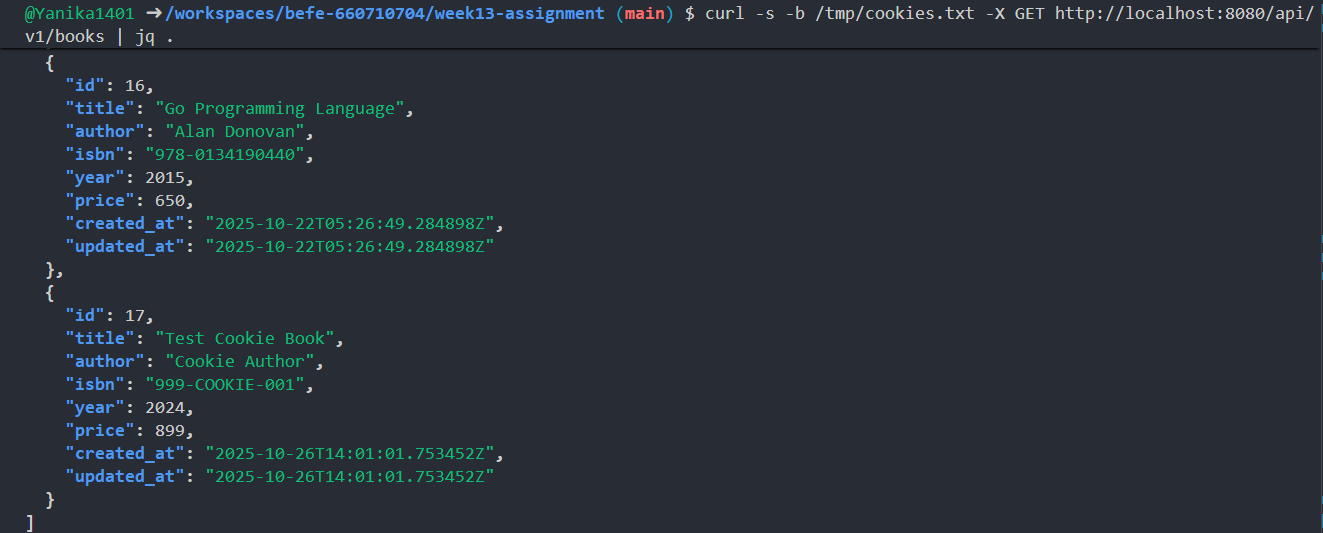 @Yanika1401 ➜/workspaces/befe-660710704/week13-assignment (main) $ curl -s -b /tmp/cookies.txt -X GET http://localhost:8080/api/
v1/books | jq .
  {
    "id": 16,
    "title": "Go Programming Language",
    "author": "Alan Donovan",
    "isbn": "978-0134190440",
    "year": 2015,
    "price": 650,
    "created_at": "2025-10-22T05:26:49.284898Z",
    "updated_at": "2025-10-22T05:26:49.284898Z"
  },
  {
    "id": 17,
    "title": "Test Cookie Book",
    "author": "Cookie Author",
    "isbn": "999-COOKIE-001",
    "year": 2024,
    "price": 899,
    "created_at": "2025-10-26T14:01:01.753452Z",
    "updated_at": "2025-10-26T14:01:01.753452Z"
  }
]